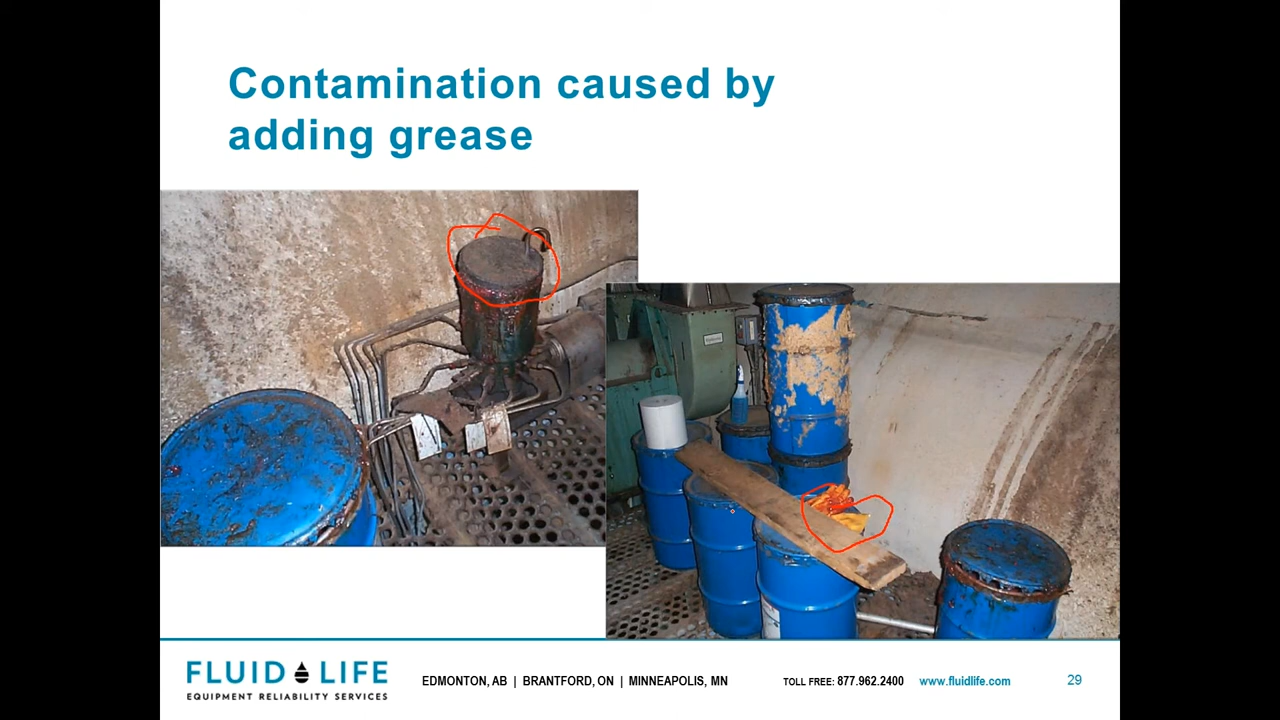 Contamination caused by
adding grease
FLUID LIFE
EQUIPMENT RELIABILITY SERVICES
EDMONTON, AB | BRANTFORD, ON | MINNEAPOLIS, MN
TOLL FREE: 877.962.2400
www.fluidlife.com
29